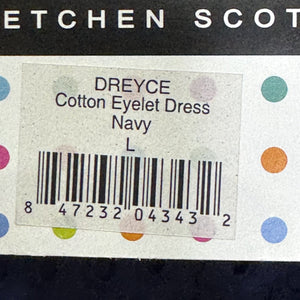 ETCHEN SCOT
DREYCE
Cotton Eyelet Dress
Navy
L
8 47232 04343 2